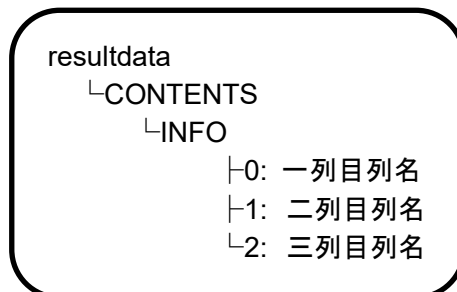 resultdata
└CONTENTS
└INFO
├0: 一列目列名
├1: 二列目列名
└2: 三列目列名